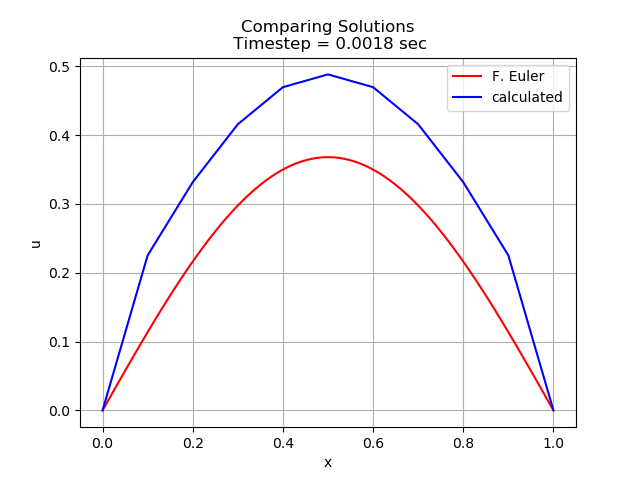 Comparing Solutions
Timestep = 0.0018 sec
F. Euler
calculated
0.5
0.4
0.3
0.2
0.1
0.0
u
0.0
0.2
0.4
0.6
0.8
1.0
x